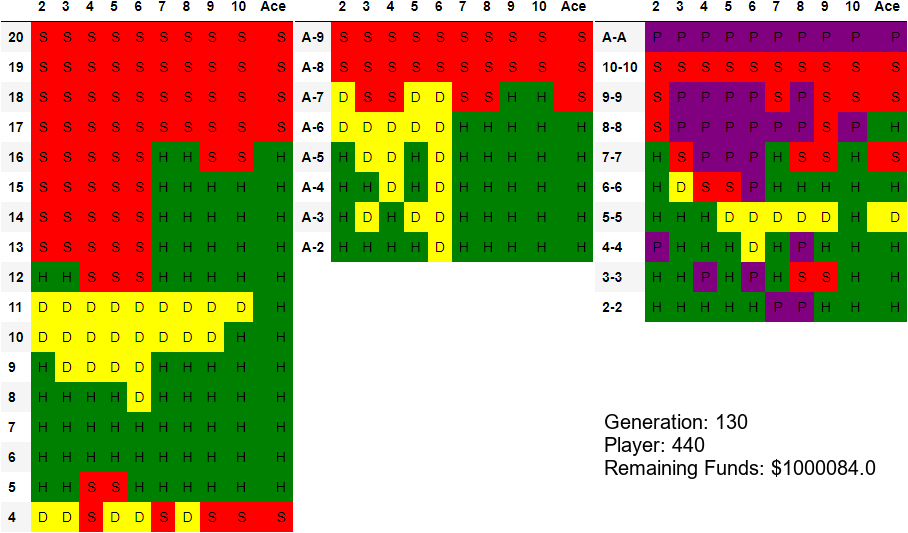 2 3 4 5 6 7 8 9 10 Ace
20 S S S S S S S S S S
19 S S S S S S S S S S
18 S S S S S S S S S S
17 S S S S S S S S S S
16 S S S S S H H S S H
15 S S S S S H H H H H
14 S S S S S H H H H H
13 S S S S S H H H H H
12 H H S S S H H H H H
11 D D D D D D D D D H
10 D D D D D D D D H H
9 H D D D D H H H H H
8 H H H H D H H H H H
7 H H H H H H H H H H
6 H H H H H H H H H H
5 H H S S H H H H H H
4 D D S D D S D S S S
2 3 4 5 6 7 8 9 10 Ace
A-9 S S S S S S S S S S
A-8 S S S S S S S S S S
A-7 D S S D D S S H H S
A-6 D D D D D H H H H H
A-5 H D D H D H H H H H
A-4 H H D H D H H H H H
A-3 H D H D D H H H H H
A-2 H H H H D H H H H H
2 3 4 5 6 7 8 9 10 Ace
A-A P P P P P P P P P P
10-10 S S S S S S S S S S
9-9 S P P P P S P S S S
8-8 S P P P P P P S P H
7-7 H S P P P H S S H S
6-6 H D S S P H H H H H
5-5 H H H D D D D D H D
4-4 P H H H D H P H H H
3-3 H H P H P H S S H H
2-2 H H H H H P P H H H
Generation: 130
Player: 440
Remaining Funds: $1000084.0